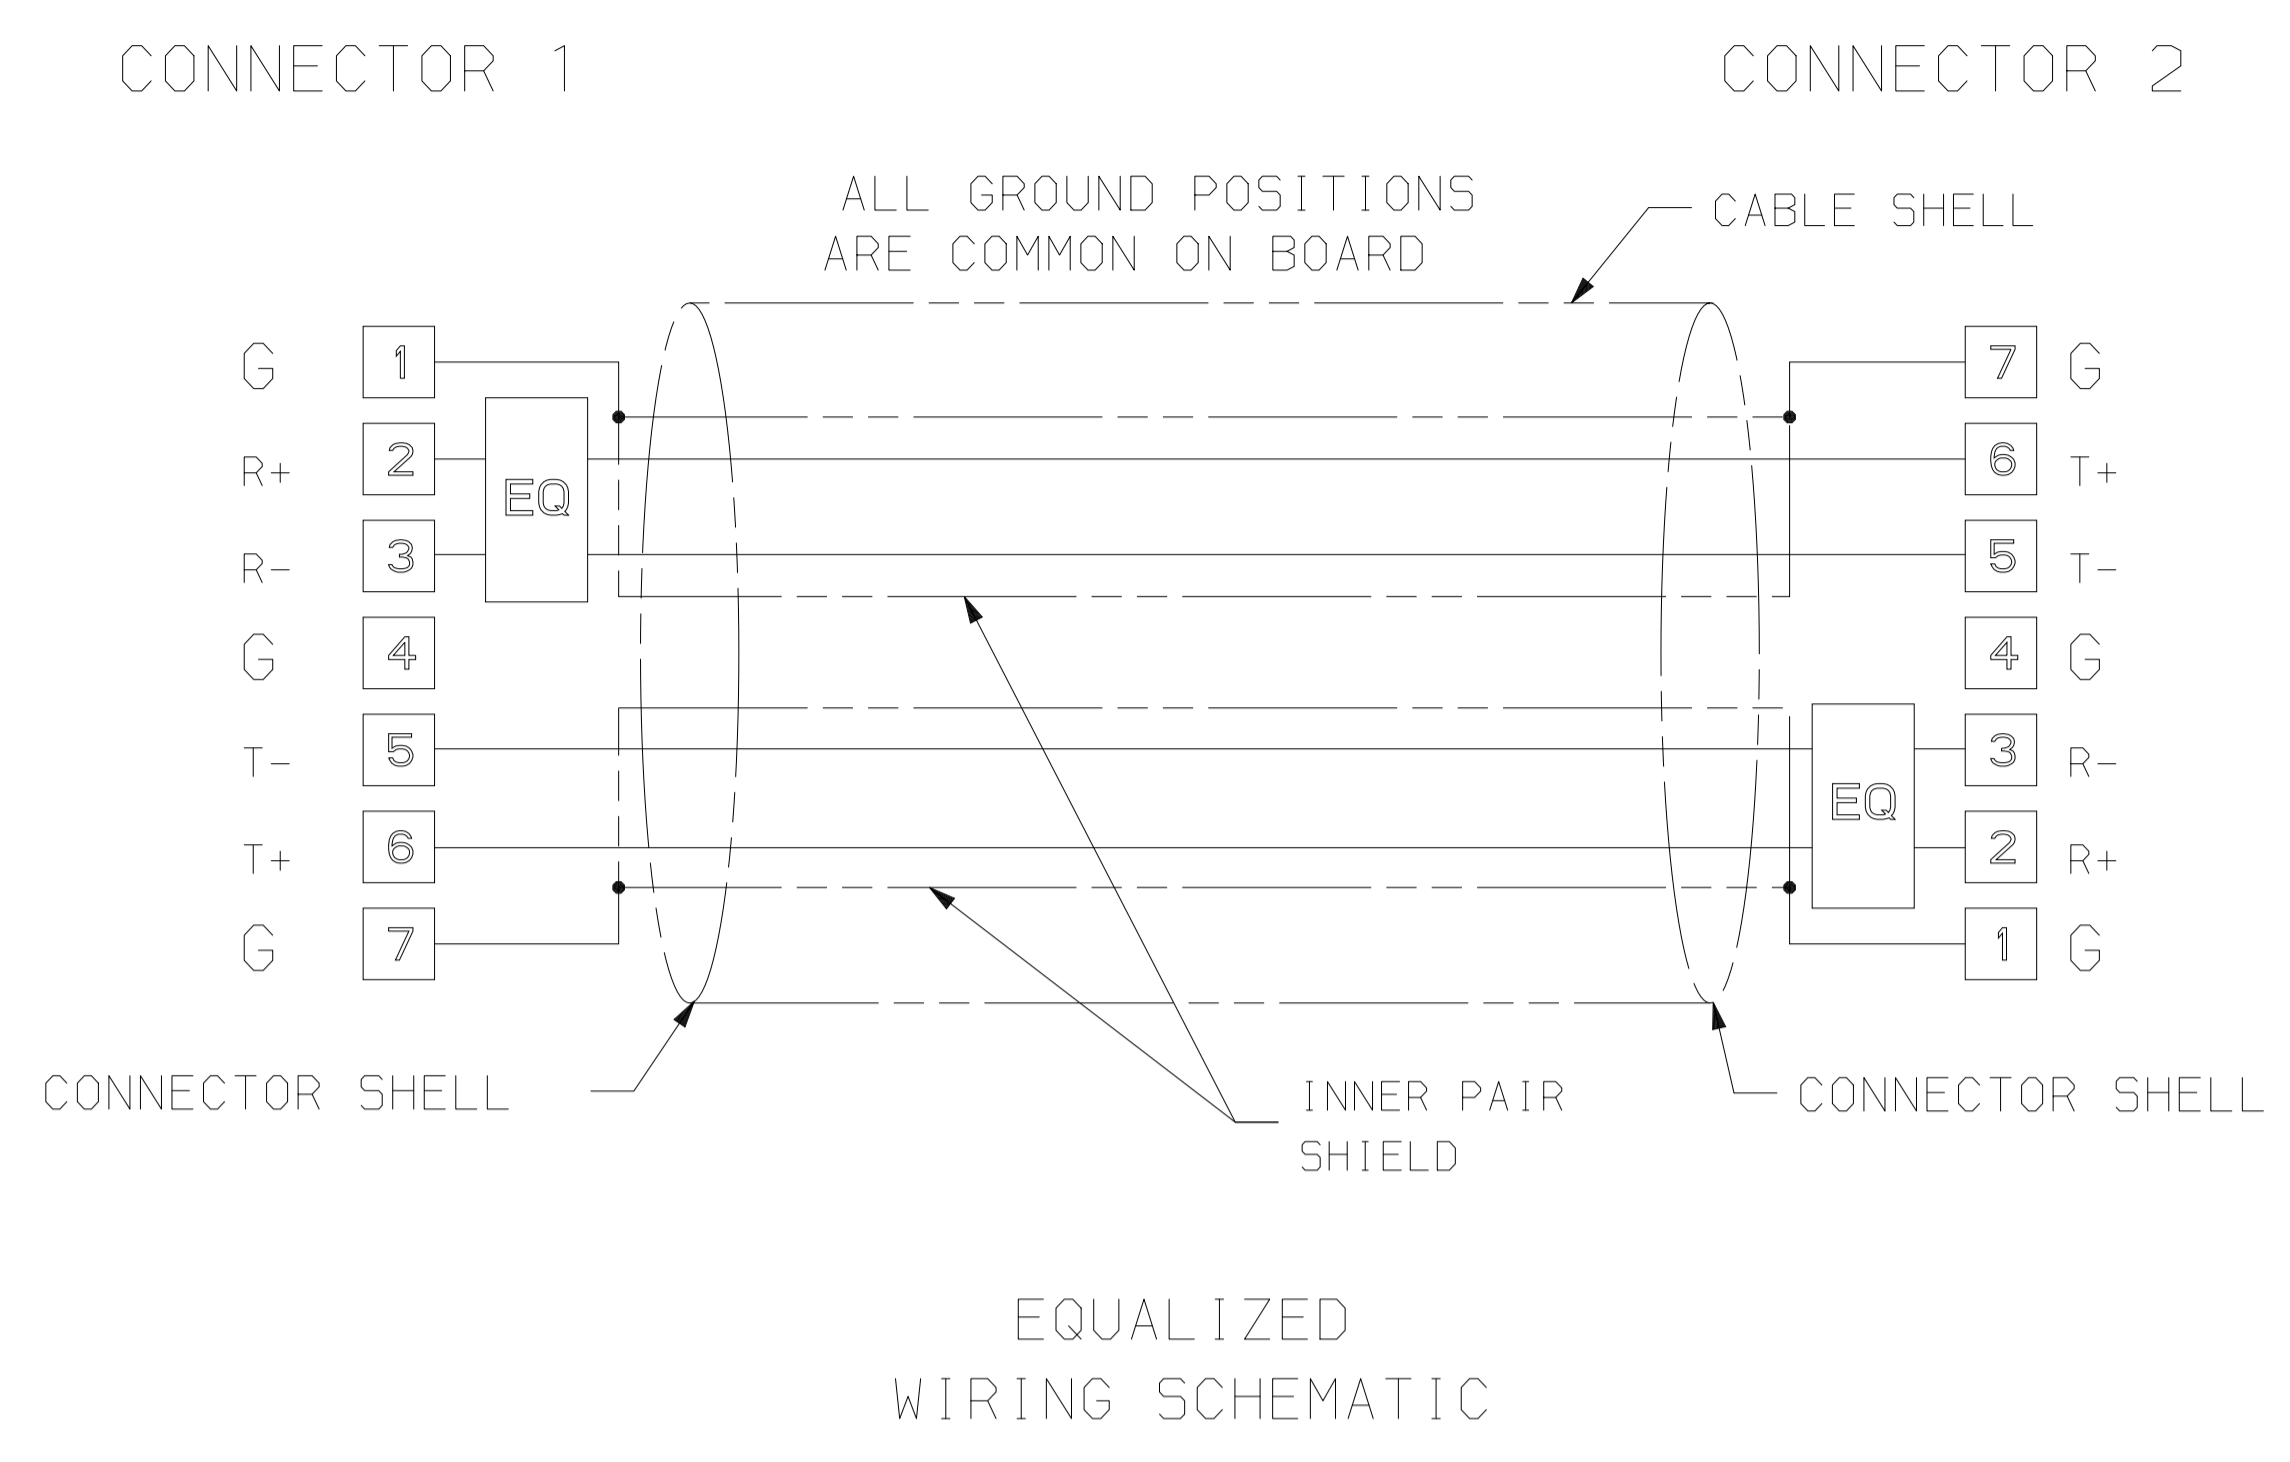 CONNECTOR 1
CONNECTOR 2
ALL GROUND POSITIONS
ARE COMMON ON BOARD
CABLE SHELL
G 1
7 G
R+ 2
6 T+
EQ
R- 3
5 T-
G 4
4 G
T- 5
3 R-
EQ
T+ 6
2 R+
G 7
1 G
CONNECTOR SHELL
INNER PAIR
SHIELD
CONNECTOR SHELL
EQUALIZED
WIRING SCHEMATIC